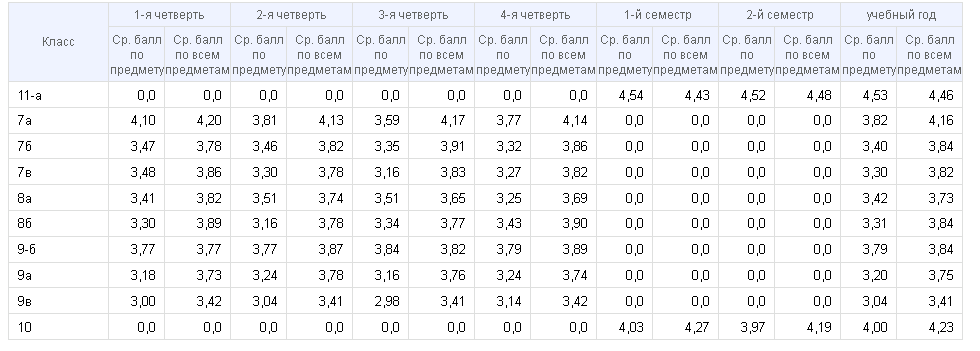 Класс 1-я четверть 2-я четверть 3-я четверть 4-я четверть 1-й семестр 2-й семестр учебный год
Ср. балл Ср. балл Ср. балл Ср. балл Ср. балл Ср. балл Ср. балл Ср. балл Ср. балл Ср. балл Ср. балл Ср. балл Ср. балл Ср. балл
по по всем по по всем по по всем по по всем по по всем по по всем по по всем
предмету предметам предмету предметам предмету предметам предмету предметам предмету предметам предмету предметам предмету предметам
11-а 0,0 0,0 0,0 0,0 0,0 0,0 0,0 0,0 4,54 4,43 4,52 4,48 4,53 4,46
7а 4,10 4,20 3,81 4,13 3,59 4,17 3,77 4,14 0,0 0,0 0,0 0,0 3,82 4,16
7б 3,47 3,78 3,46 3,82 3,35 3,91 3,32 3,86 0,0 0,0 0,0 0,0 3,40 3,84
7в 3,48 3,86 3,30 3,78 3,16 3,83 3,27 3,82 0,0 0,0 0,0 0,0 3,30 3,82
8а 3,41 3,82 3,51 3,74 3,51 3,65 3,25 3,69 0,0 0,0 0,0 0,0 3,42 3,73
8б 3,30 3,89 3,16 3,78 3,34 3,77 3,43 3,90 0,0 0,0 0,0 0,0 3,31 3,84
9-б 3,77 3,77 3,77 3,87 3,84 3,82 3,79 3,89 0,0 0,0 0,0 0,0 3,79 3,84
9а 3,18 3,73 3,24 3,78 3,16 3,76 3,24 3,74 0,0 0,0 0,0 0,0 3,20 3,75
9в 3,00 3,42 3,04 3,41 2,98 3,41 3,14 3,42 0,0 0,0 0,0 0,0 3,04 3,41
10 0,0 0,0 0,0 0,0 0,0 0,0 0,0 0,0 4,03 4,27 3,97 4,19 4,00 4,23